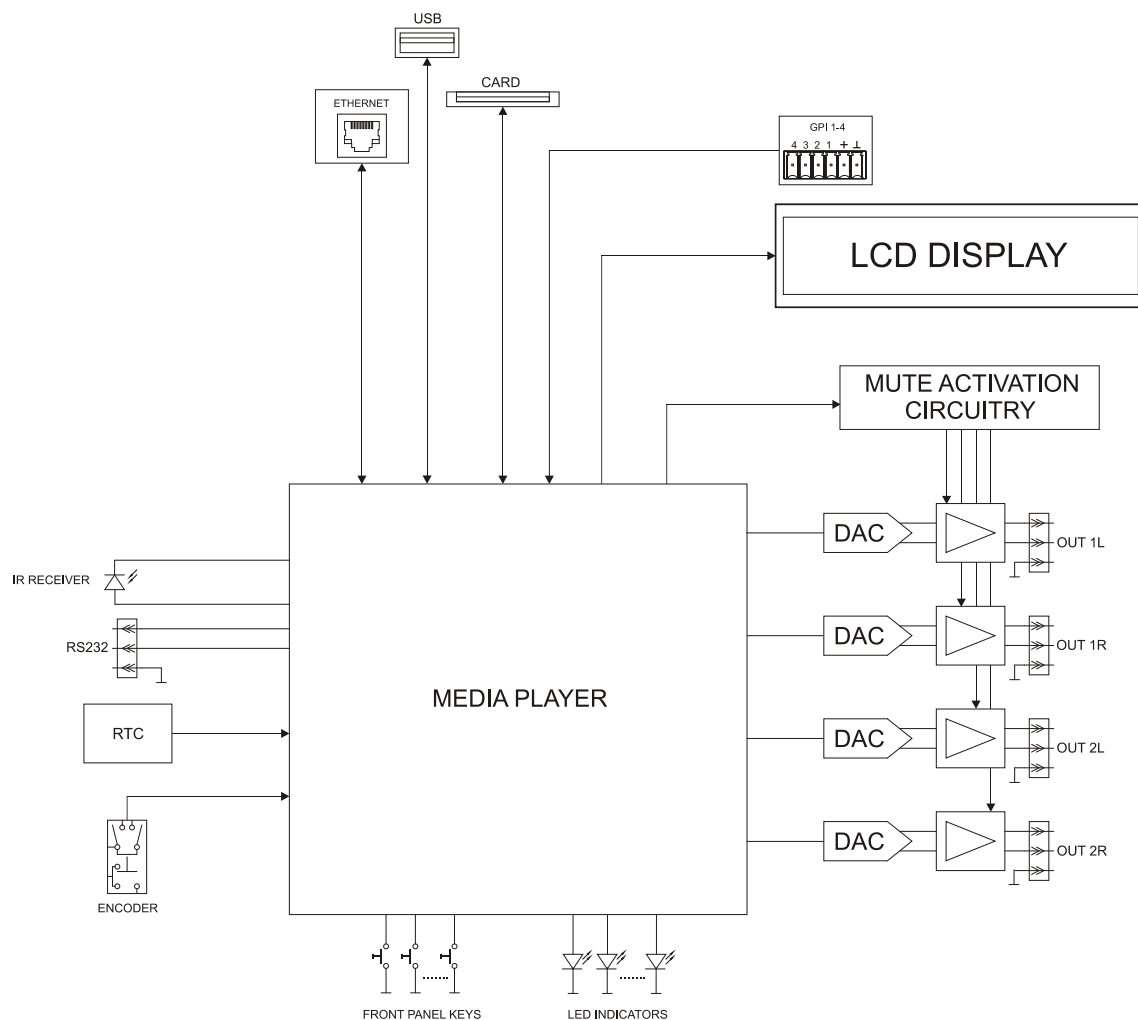 USB
CARD
ETHERNET
GPI 1-4
4 3 2 1 + ⊥
LCD DISPLAY
MUTE ACTIVATION
CIRCUITRY
DAC
OUT 1L
IR RECEIVER
DAC
OUT 1R
RS232
MEDIA PLAYER
RTC
DAC
OUT 2L
DAC
OUT 2R
ENCODER
FRONT PANEL KEYS
LED INDICATORS